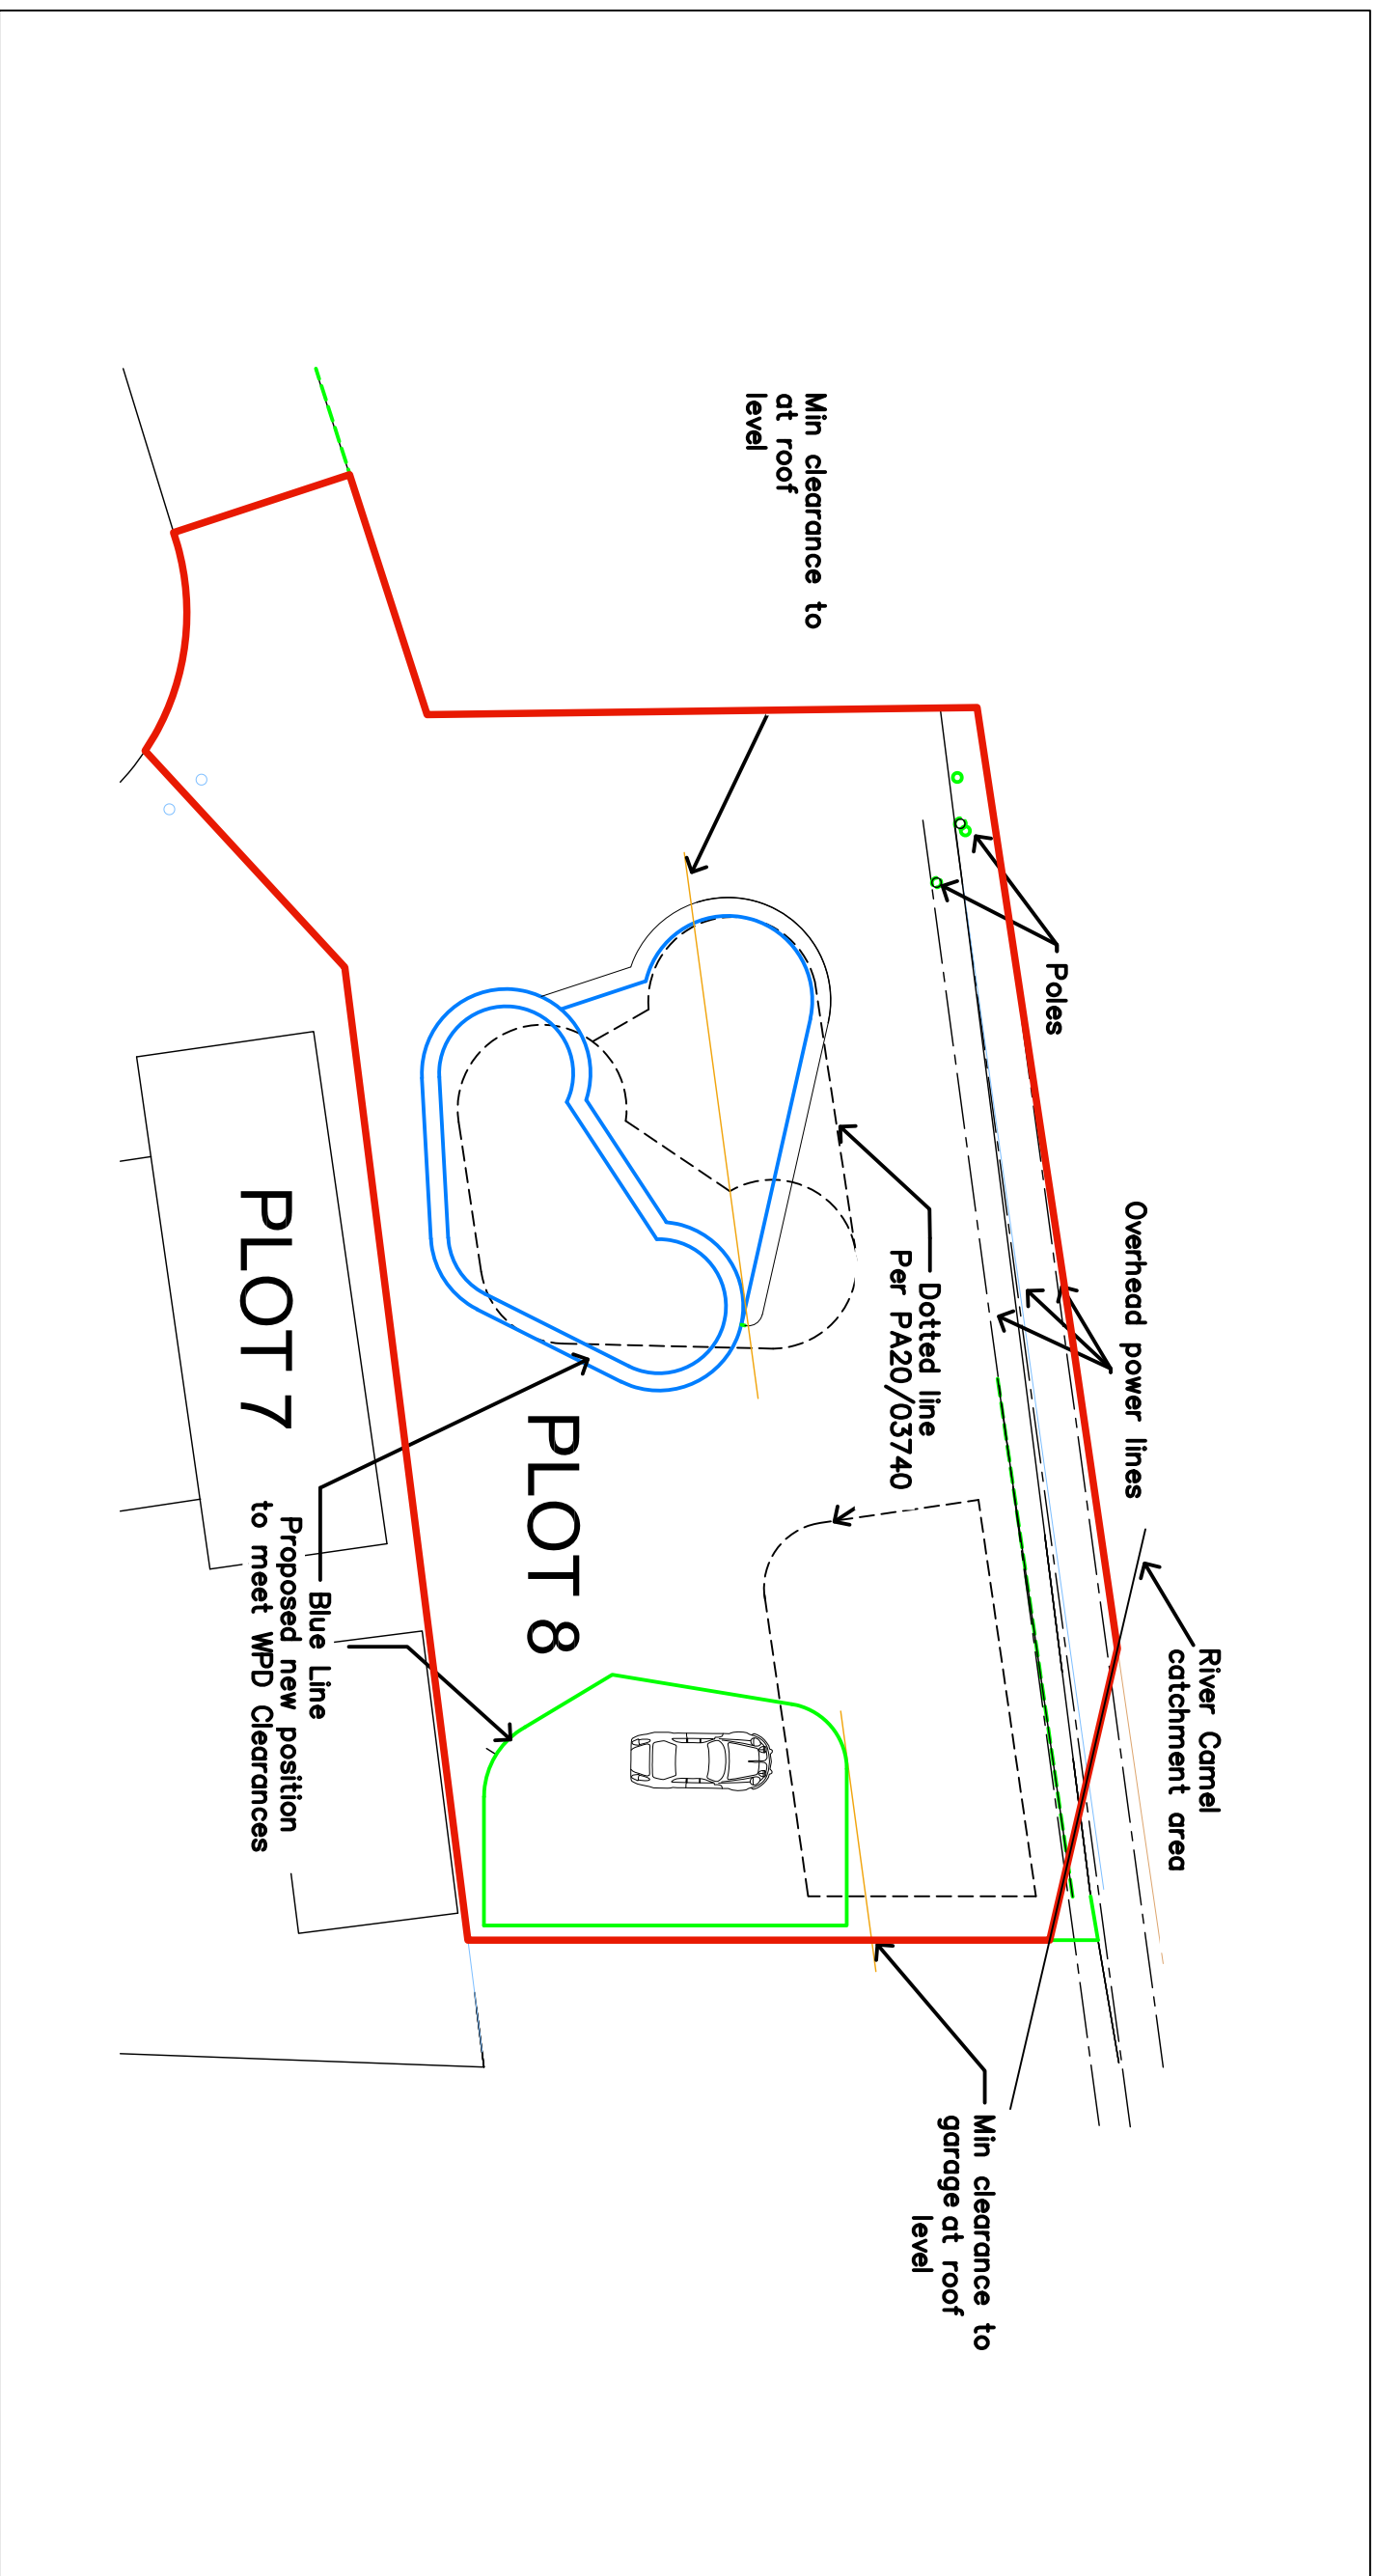 River Camel
catchment area
Overhead power lines
Poles
Min clearance to
garage at roof
level
Dotted line
Per PA20/03740
Min clearance to
at roof
level
PLOT 8
Blue Line
Proposed new position
to meet WPD Clearances
PLOT 7